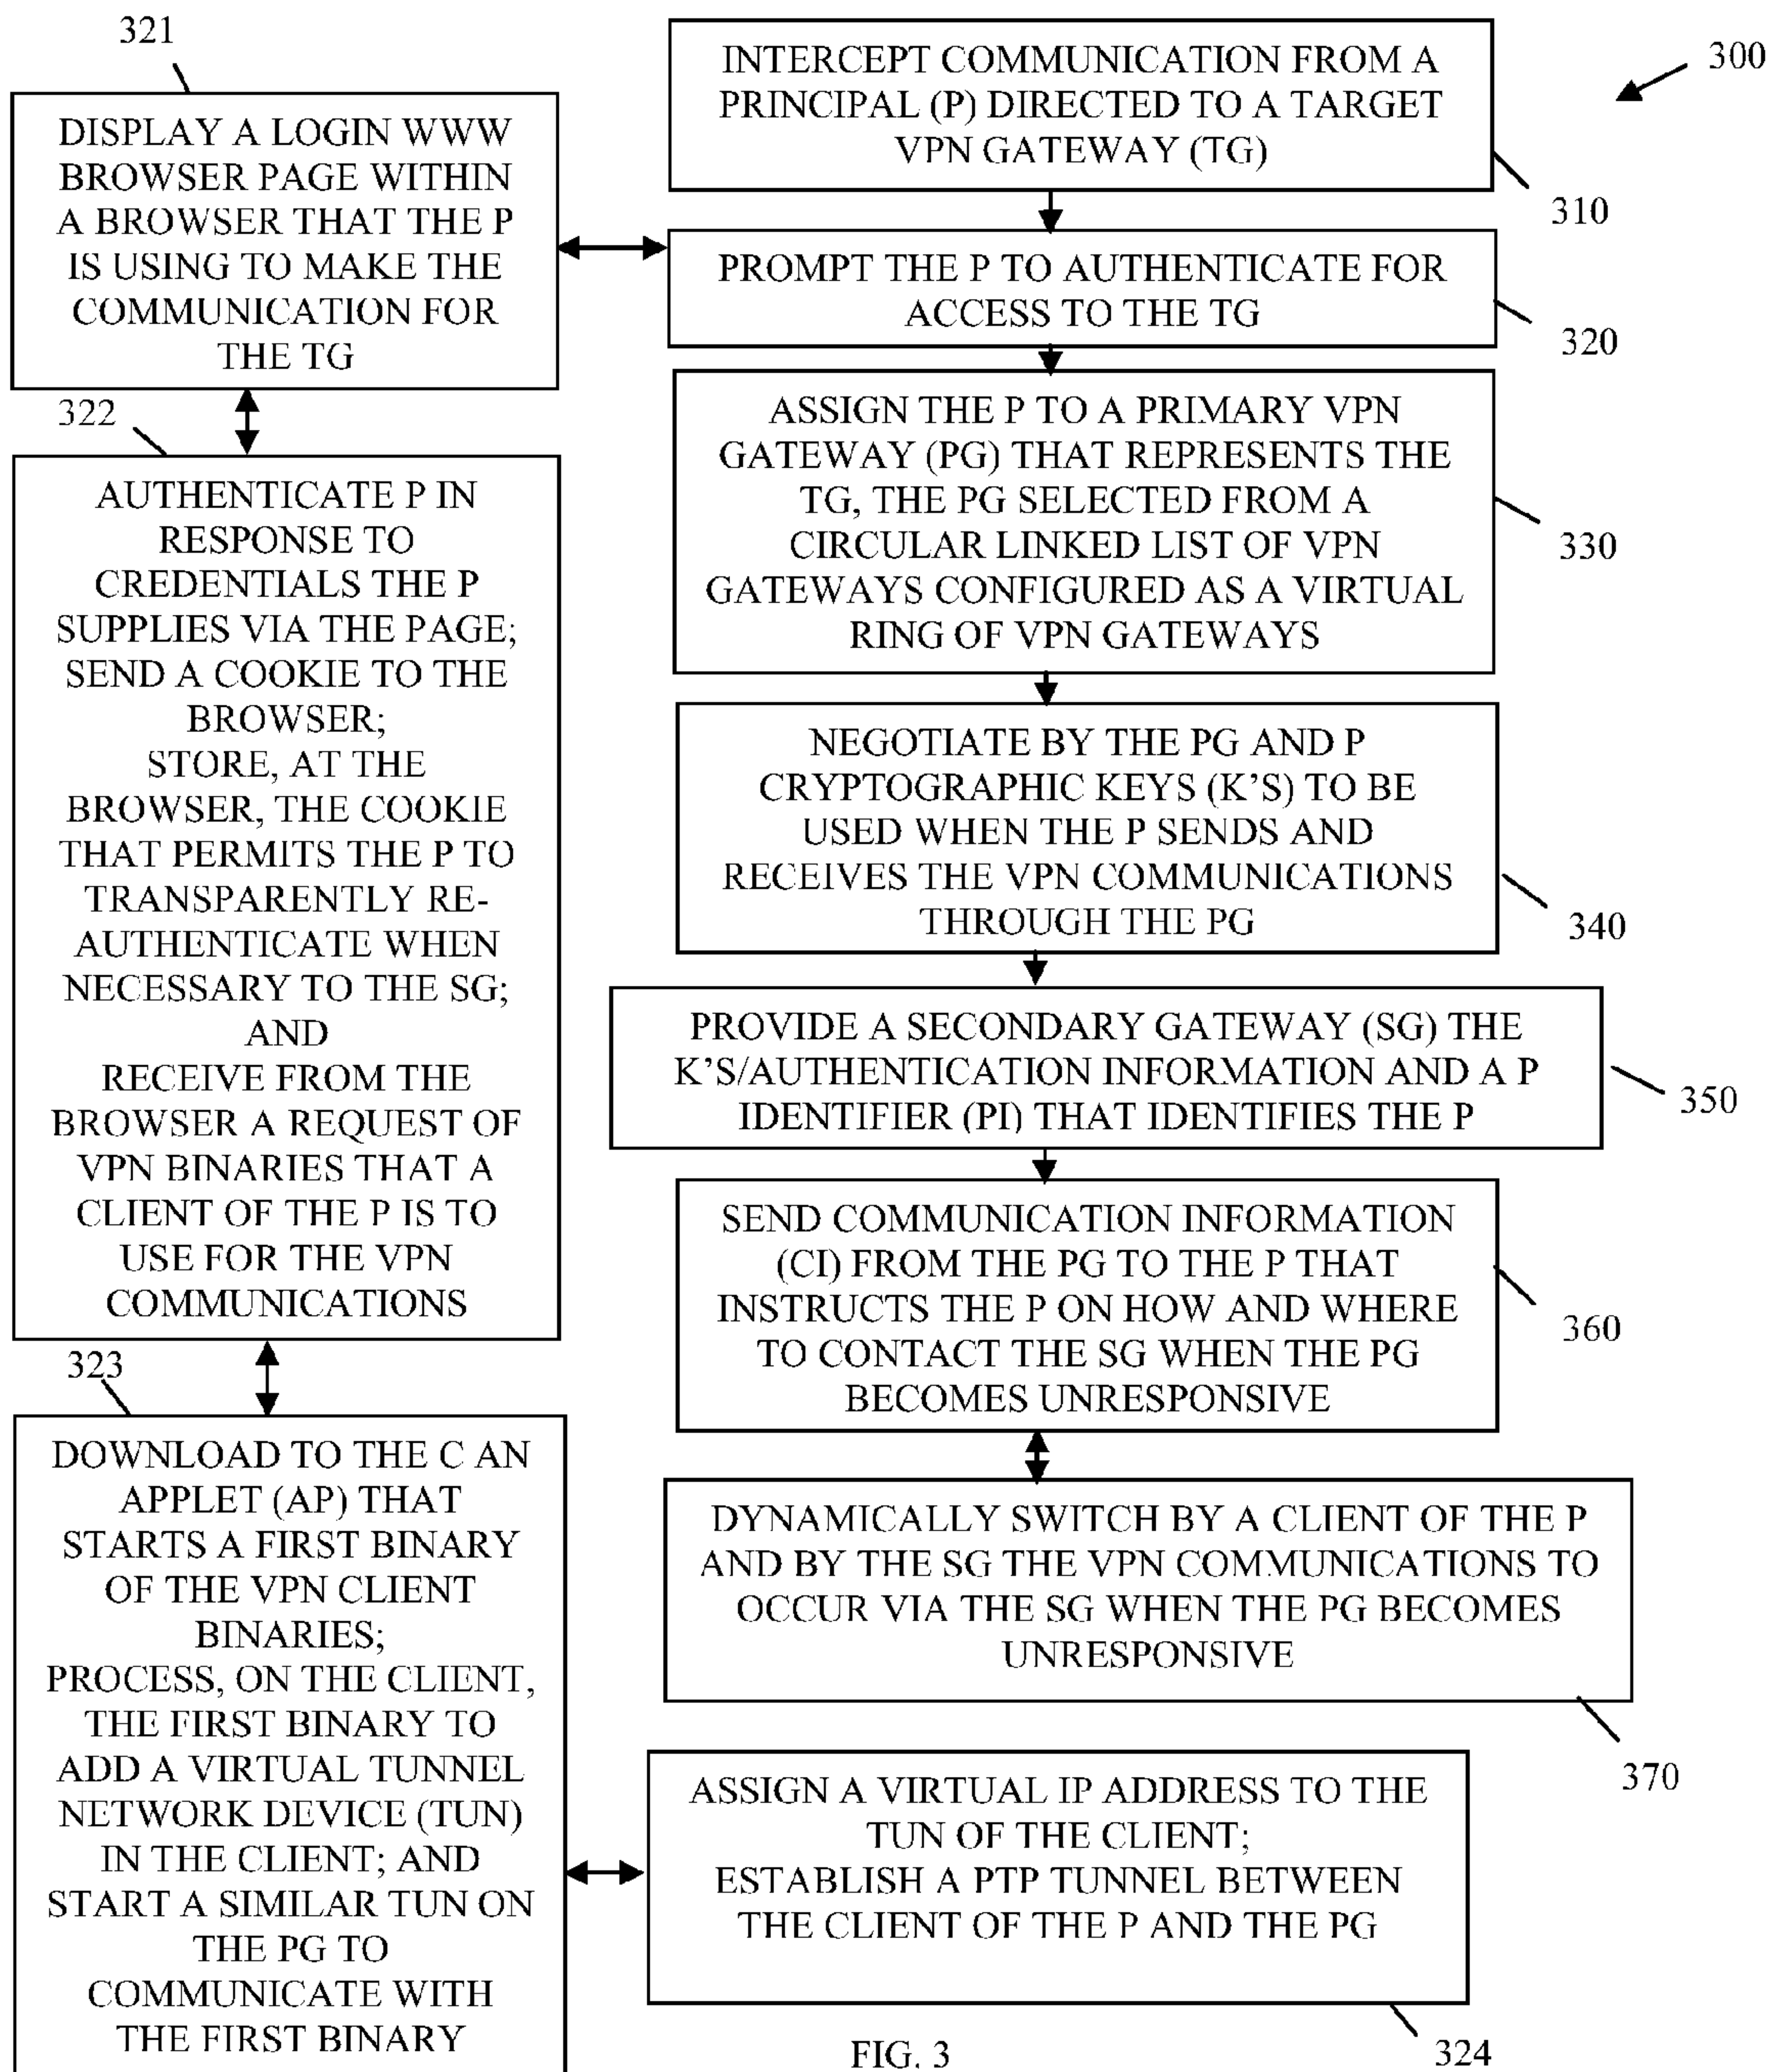 300
INTERCEPT COMMUNICATION FROM A
PRINCIPAL (P) DIRECTED TO A TARGET
VPN GATEWAY (TG)
310
PROMPT THE P TO AUTHENTICATE FOR
ACCESS TO THE TG
320
321
DISPLAY A LOGIN WWW
BROWSER PAGE WITHIN
A BROWSER THAT THE P
IS USING TO MAKE THE
COMMUNICATION FOR
THE TG
322
AUTHENTICATE P IN
RESPONSE TO
CREDENTIALS THE P
SUPPLIES VIA THE PAGE;
SEND A COOKIE TO THE
BROWSER;
STORE, AT THE
BROWSER, THE COOKIE
THAT PERMITS THE P TO
TRANSPARENTLY RE-
AUTHENTICATE WHEN
NECESSARY TO THE SG;
AND
RECEIVE FROM THE
BROWSER A REQUEST OF
VPN BINARIES THAT A
CLIENT OF THE P IS TO
USE FOR THE VPN
COMMUNICATIONS
323
DOWNLOAD TO THE C AN
APPLET (AP) THAT
STARTS A FIRST BINARY
OF THE VPN CLIENT
BINARIES;
PROCESS, ON THE CLIENT,
THE FIRST BINARY TO
ADD A VIRTUAL TUNNEL
NETWORK DEVICE (TUN)
IN THE CLIENT; AND
START A SIMILAR TUN ON
THE PG TO
COMMUNICATE WITH
THE FIRST BINARY
ASSIGN THE P TO A PRIMARY VPN
GATEWAY (PG) THAT REPRESENTS THE
TG, THE PG SELECTED FROM A
CIRCULAR LINKED LIST OF VPN
GATEWAYS CONFIGURED AS A VIRTUAL
RING OF VPN GATEWAYS
330
NEGOTIATE BY THE PG AND P
CRYPTOGRAPHIC KEYS (K'S) TO BE
USED WHEN THE P SENDS AND
RECEIVES THE VPN COMMUNICATIONS
THROUGH THE PG
340
PROVIDE A SECONDARY GATEWAY (SG) THE
K'S/AUTHENTICATION INFORMATION AND A P
IDENTIFIER (PI) THAT IDENTIFIES THE P
350
SEND COMMUNICATION INFORMATION
(CI) FROM THE PG TO THE P THAT
INSTRUCTS THE P ON HOW AND WHERE
TO CONTACT THE SG WHEN THE PG
BECOMES UNRESPONSIVE
360
DYNAMICALLY SWITCH BY A CLIENT OF THE P
AND BY THE SG THE VPN COMMUNICATIONS TO
OCCUR VIA THE SG WHEN THE PG BECOMES
UNRESPONSIVE
370
ASSIGN A VIRTUAL IP ADDRESS TO THE
TUN OF THE CLIENT;
ESTABLISH A PTP TUNNEL BETWEEN
THE CLIENT OF THE P AND THE PG
324
FIG. 3